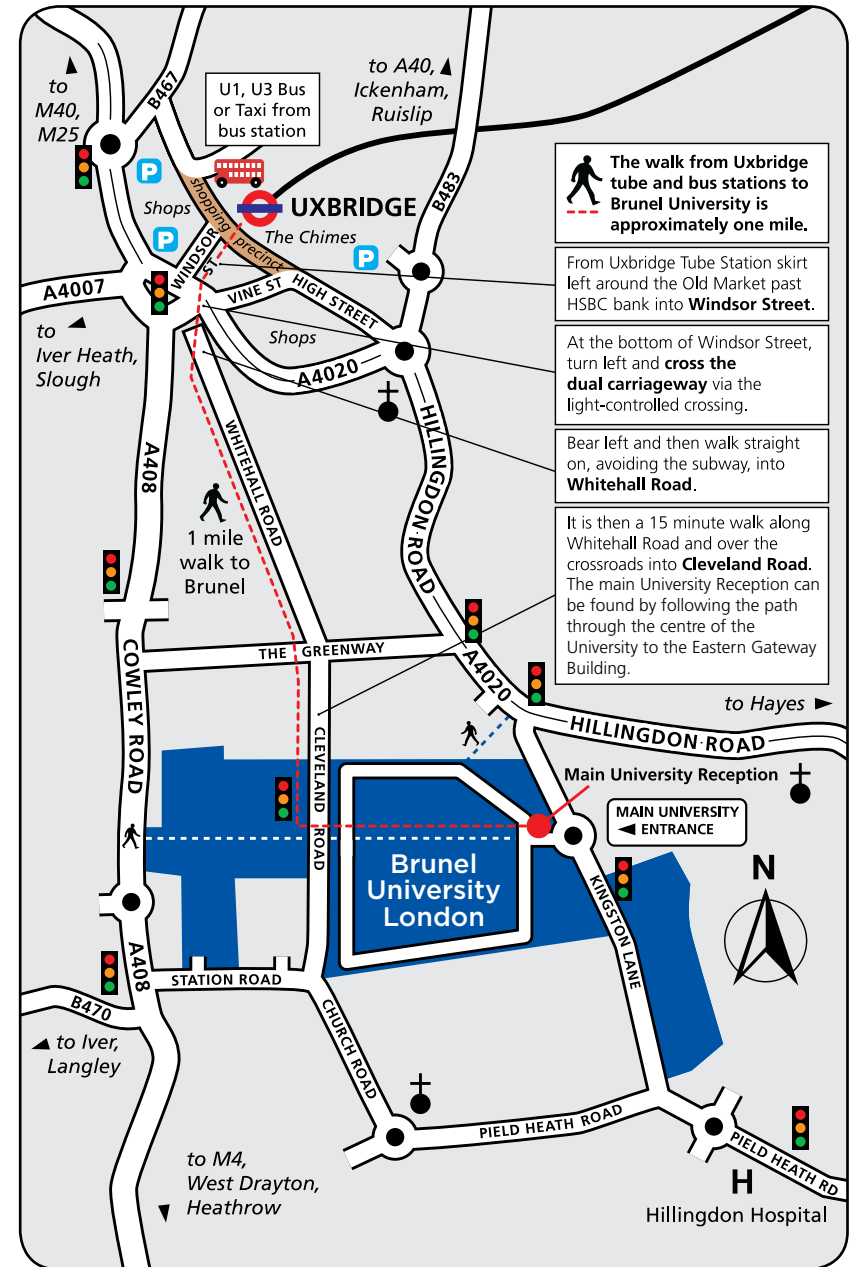 to
M40,
M25
B467
U1, U3 Bus
or Taxi from
bus station
to A40,
Ickenham,
Ruislip
B483
P
Shops
shopping precinct
UXBRIDGE
The Chimes
P
P
WINDSOR
ST
A4007
VINE ST
HIGH STREET
to
Iver Heath,
Slough
Shops
A4020
The walk from Uxbridge
tube and bus stations to
Brunel University is
approximately one mile.
From Uxbridge Tube Station skirt
left around the Old Market past
HSBC bank into Windsor Street.
At the bottom of Windsor Street,
turn left and cross the
dual carriageway via the
light-controlled crossing.
Bear left and then walk straight
on, avoiding the subway, into
Whitehall Road.
It is then a 15 minute walk along
Whitehall Road and over the
crossroads into Cleveland Road.
The main University Reception can
be found by following the path
through the centre of the
University to the Eastern Gateway
Building.
A408
WHITEHALL ROAD
HILLINGDON ROAD
1 mile
walk to
Brunel
THE GREENWAY
COWLEY ROAD
A4020
to Hayes
HILLINGDON ROAD
CLEVELAND ROAD
Main University Reception
MAIN UNIVERSITY
ENTRANCE
Brunel
University
London
KINGSTON LANE
N
A408
STATION ROAD
B470
to Iver,
Langley
CHURCH ROAD
PIELD HEATH ROAD
PIELD HEATH RD
to M4,
West Drayton,
Heathrow
H
Hillingdon Hospital